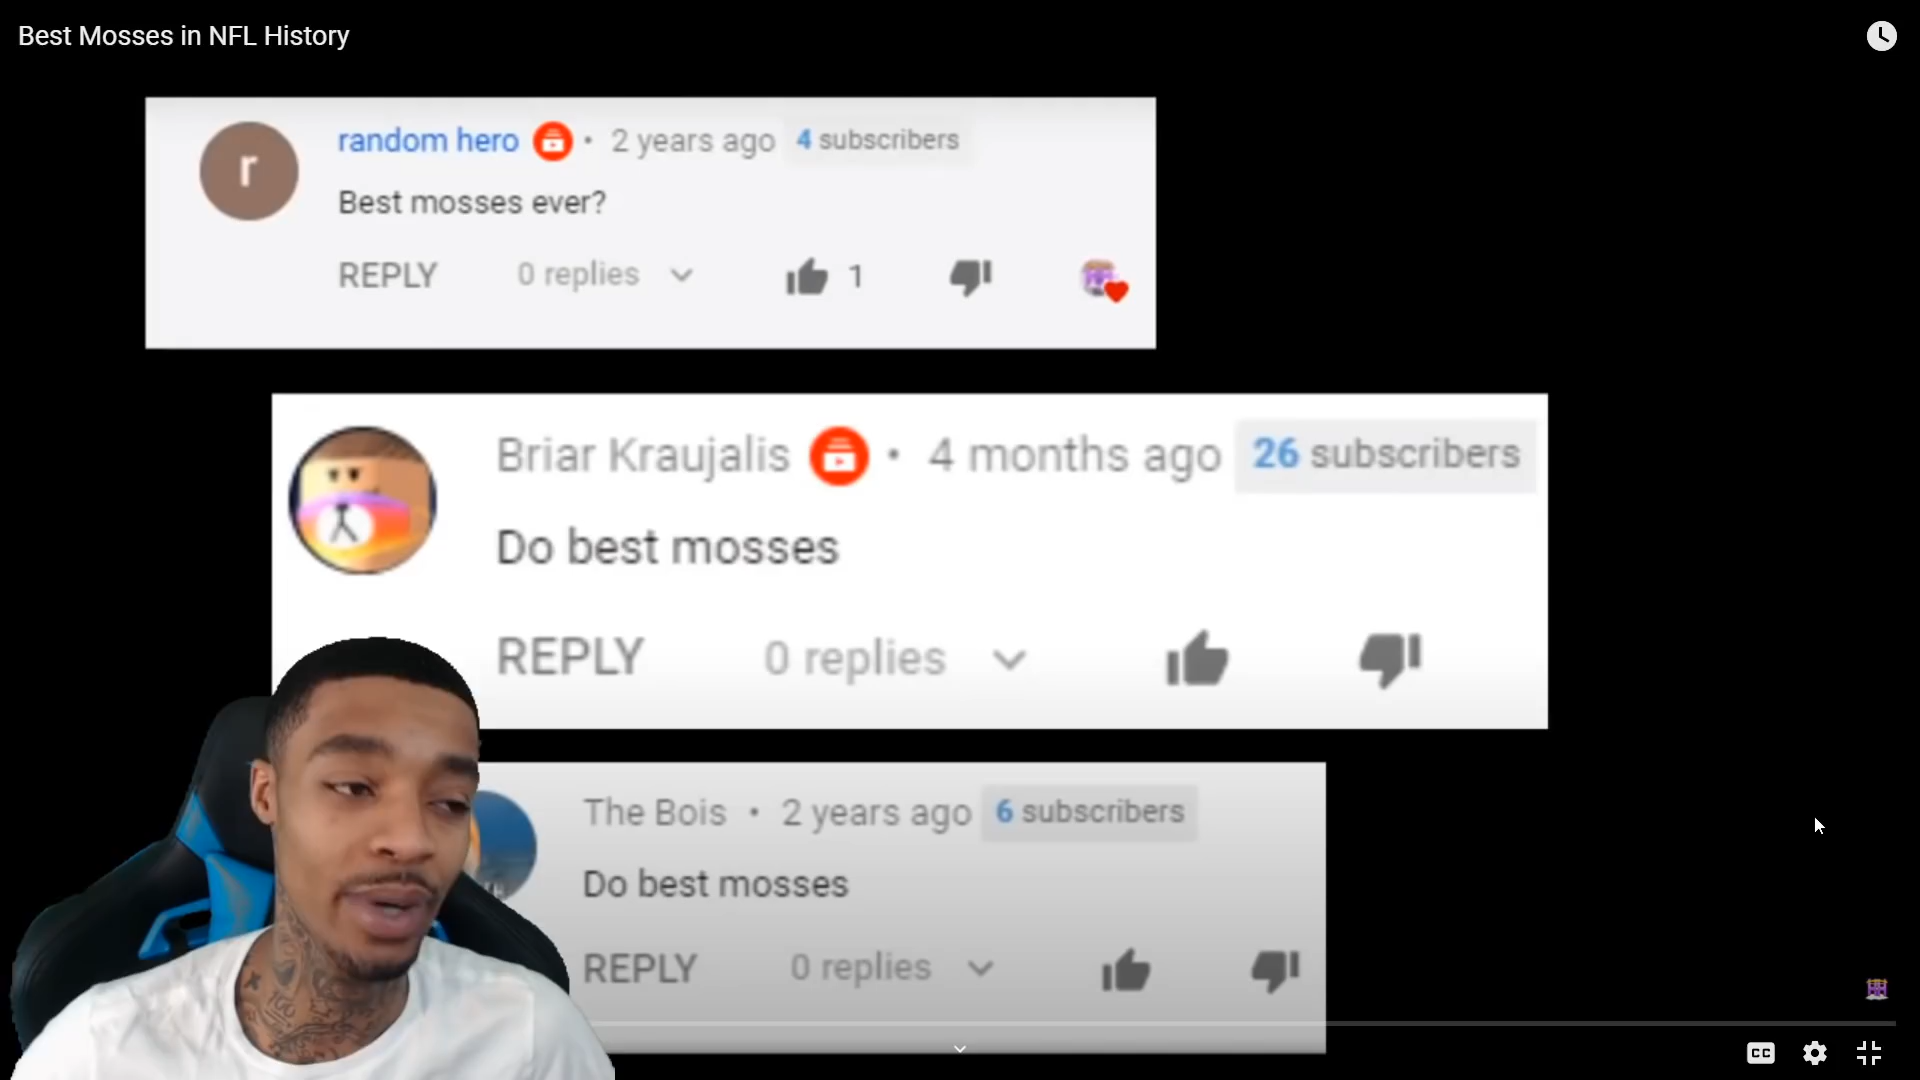 Best Mosses in NFL History
r
random hero • 2 years ago 4 subscribers
Best mosses ever?
REPLY 0 replies 1
Briar Kraujalis • 4 months ago 26 subscribers
Do best mosses
REPLY 0 replies
The Bois • 2 years ago 6 subscribers
Do best mosses
REPLY 0 replies
CC